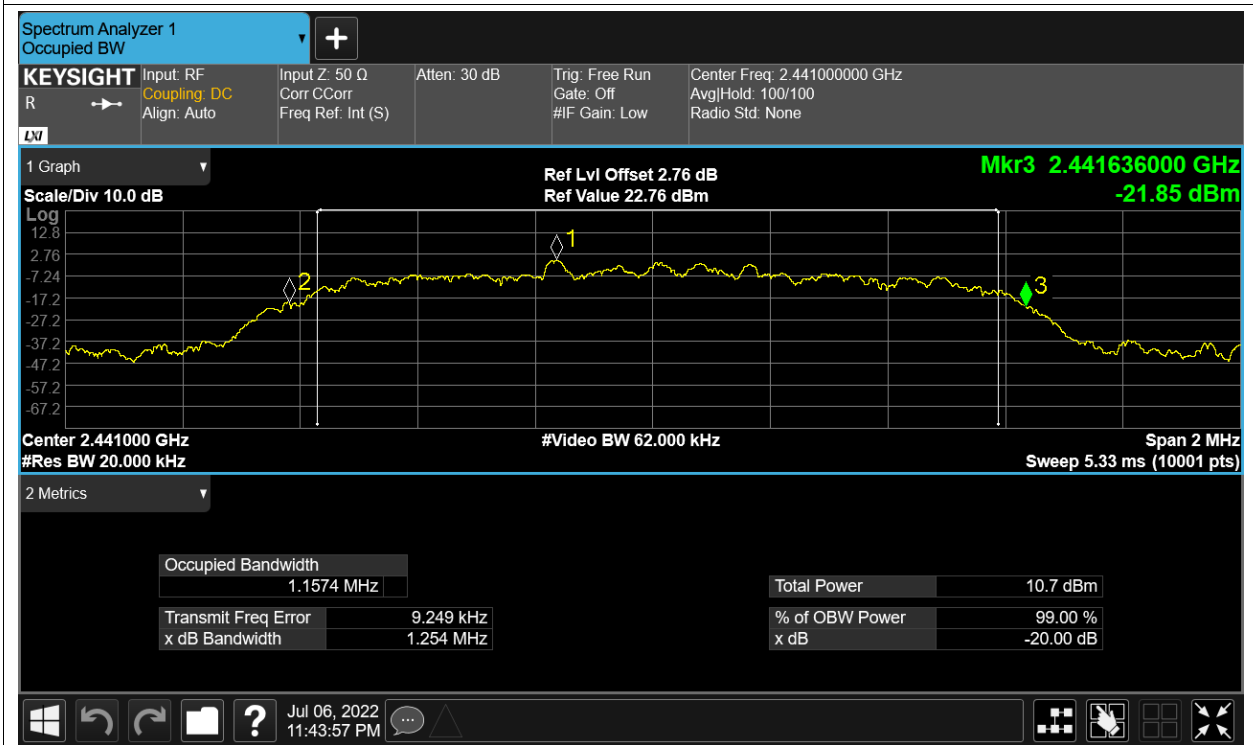 Spectrum Analyzer 1
Occupied BW
KEYSIGHT
R
LXI
Input: RF
Coupling: DC
Align: Auto
Input Z: 50 Ω
Corr CCorr
Freq Ref: Int (S)
Atten: 30 dB
Trig: Free Run
Gate: Off
#IF Gain: Low
Center Freq: 2.441000000 GHz
Avg|Hold: 100/100
Radio Std: None
1 Graph
Scale/Div 10.0 dB
Ref Lvl Offset 2.76 dB
Ref Value 22.76 dBm
Mkr3 2.441636000 GHz
-21.85 dBm
Log
12.8
2.76
-7.24
-17.2
-27.2
-37.2
-47.2
-57.2
-67.2
1
2
3
Center 2.441000 GHz
#Video BW 62.000 kHz
Span 2 MHz
#Res BW 20.000 kHz
Sweep 5.33 ms (10001 pts)
2 Metrics
Occupied Bandwidth
1.1574 MHz
Transmit Freq Error 9.249 kHz
x dB Bandwidth 1.254 MHz
Total Power 10.7 dBm
% of OBW Power 99.00 %
x dB -20.00 dB
?
Jul 06, 2022
11:43:57 PM